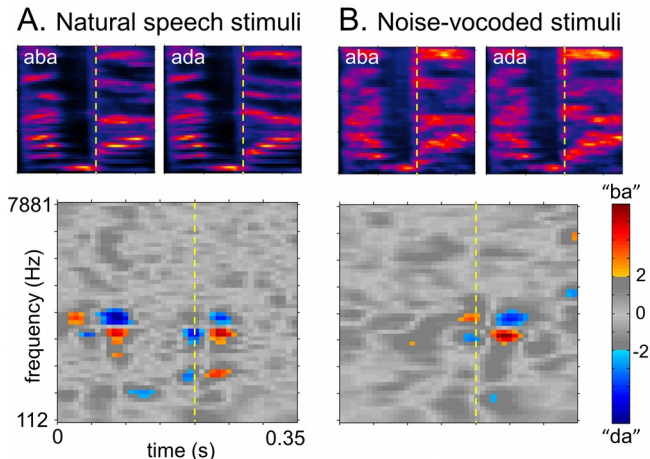 A. Natural speech stimuli
B. Noise-vocoded stimuli
aba
ada
aba
ada
7881
frequency (Hz)
112
0
0.35
time (s)
"ba"
2
0
-2
"da"